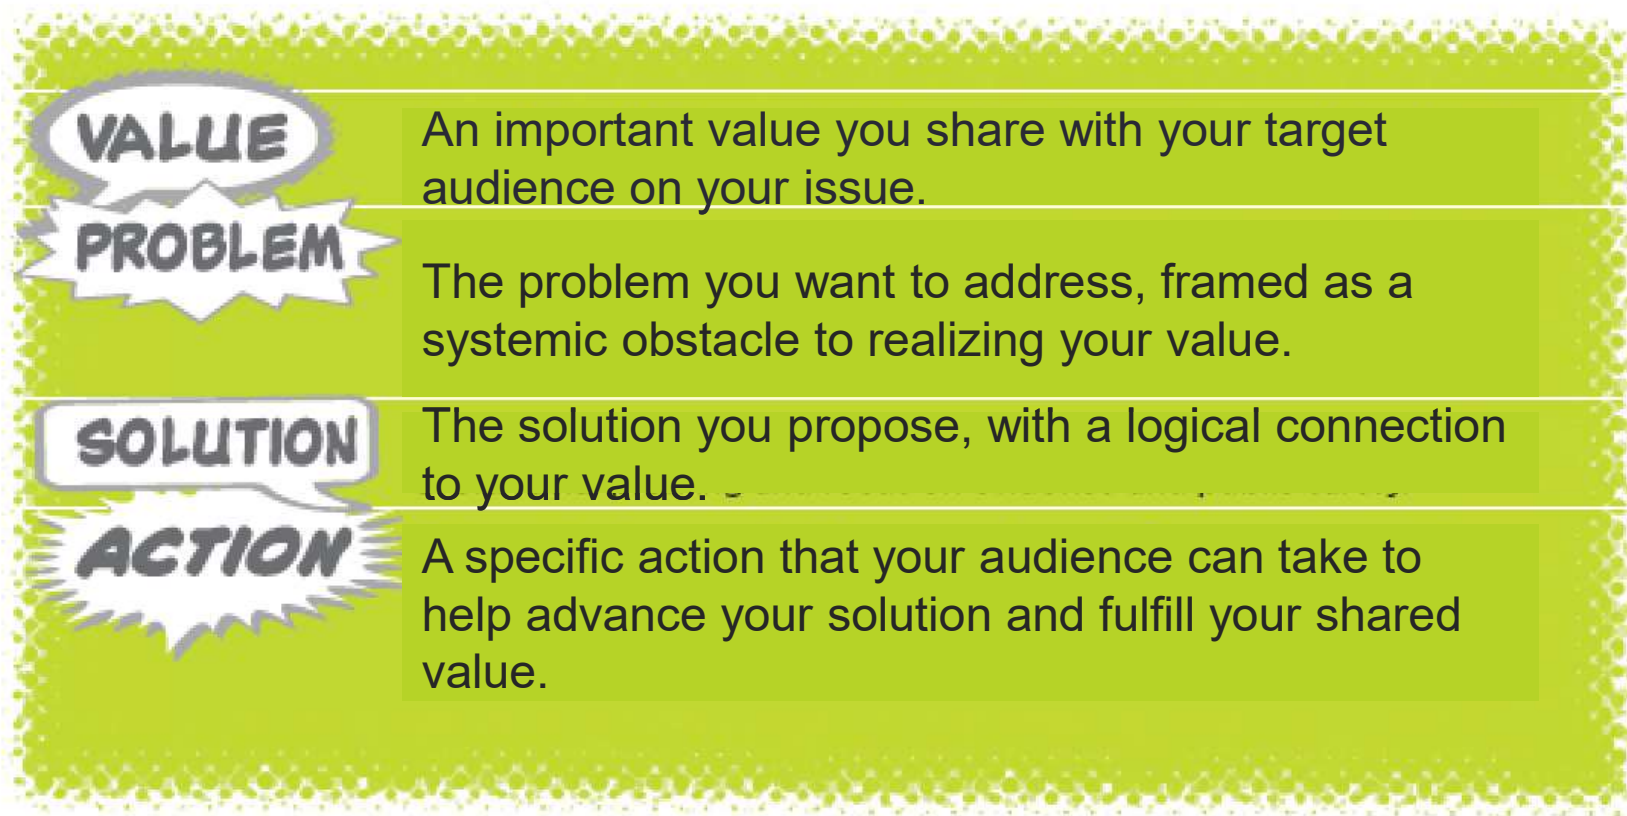 VALUE
An important value you share with your target
audience on your issue.
PROBLEM
The problem you want to address, framed as a
systemic obstacle to realizing your value.
SOLUTION
The solution you propose, with a logical connection
to your value.
ACTION
A specific action that your audience can take to
help advance your solution and fulfill your shared
value.